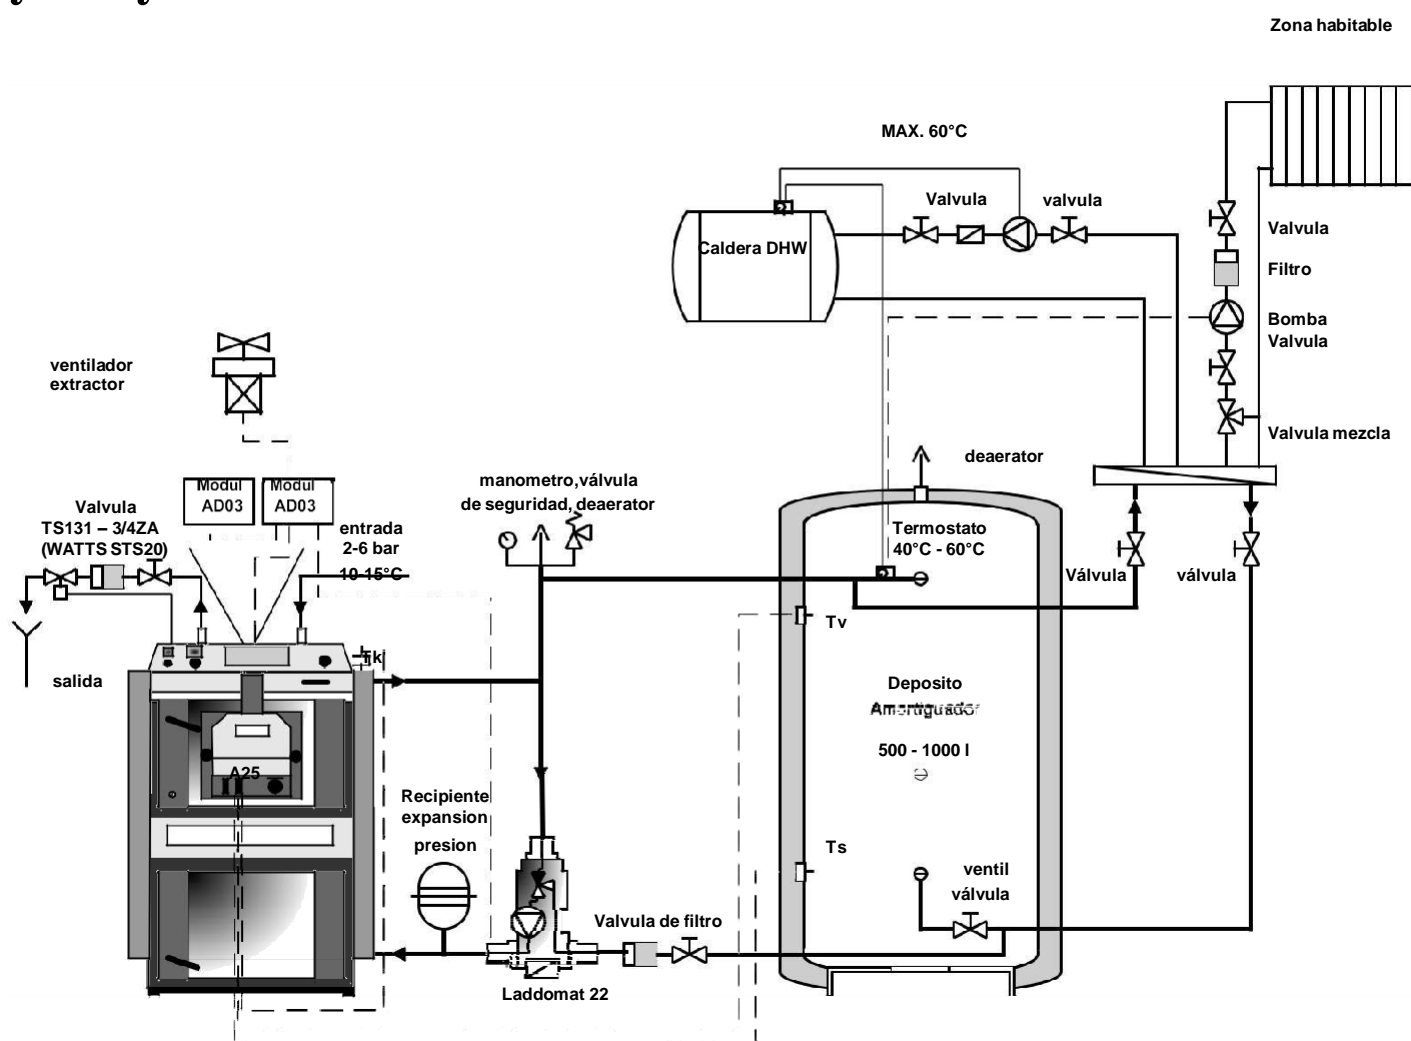 Zona habitable
MAX. 60°C
Valvula
valvula
Caldera DHW
Valvula
Filtro
Bomba
Valvula
Valvula mezcla
ventilador
extractor
deaerator
manometro,válvula
de seguridad, deaerator
Modul
AD03
Modul
AD03
Valvula
TS131 – 3/4ZA
(WATTS STS20)
entrada
2-6 bar
10-15°C
Termostato
40°C - 60°C
Válvula
válvula
Tv
Tk
salida
Deposito
Amortiguador
500 - 1000 l
A25
Recipiente
expansion
presion
Ts
ventil
válvula
Valvula de filtro
Laddomat 22